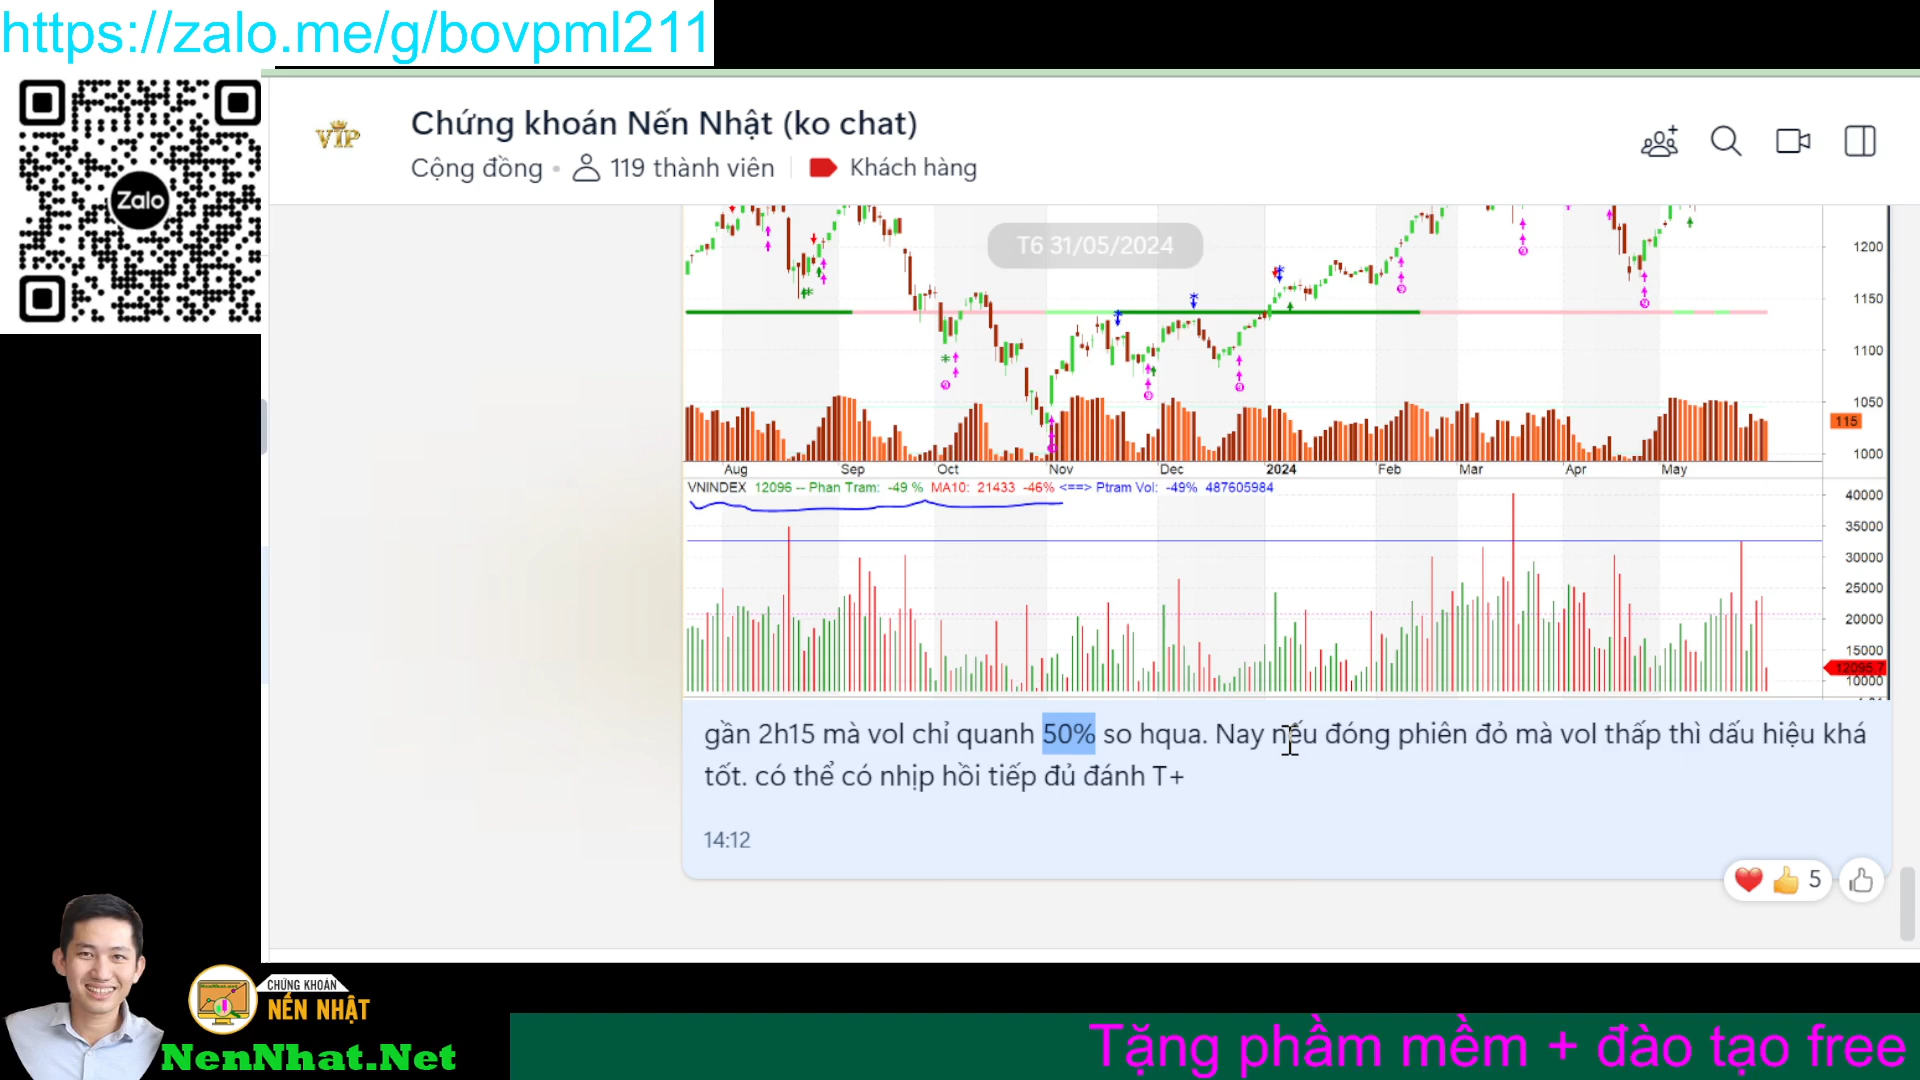 https://zalo.me/g/bovpml211
Zalo
VIP
Chứng khoán Nến Nhật (ko chat)
Cộng đồng
119 thành viên
Khách hàng
T6 31/05/2024
1200
1150
1100
1050
1000
115
Aug Sep Oct Nov Dec 2024 Feb Mar Apr May
VNINDEX 12096 -- Phan Tram: -49 % MA10: 21433 -46% <==> Ptram Vol: -49% 487605984
40000
35000
30000
25000
20000
15000
12095.7
10000
gần 2h15 mà vol chỉ quanh 50% so hqua. Nay nếu đóng phiên đỏ mà vol thấp thì dấu hiệu khá
tốt. có thể có nhịp hồi tiếp đủ đánh T+
14:12
5
CHỨNG KHOÁN
NẾN NHẬT
NenNhat.Net
Tặng phầm mềm + đào tạo free